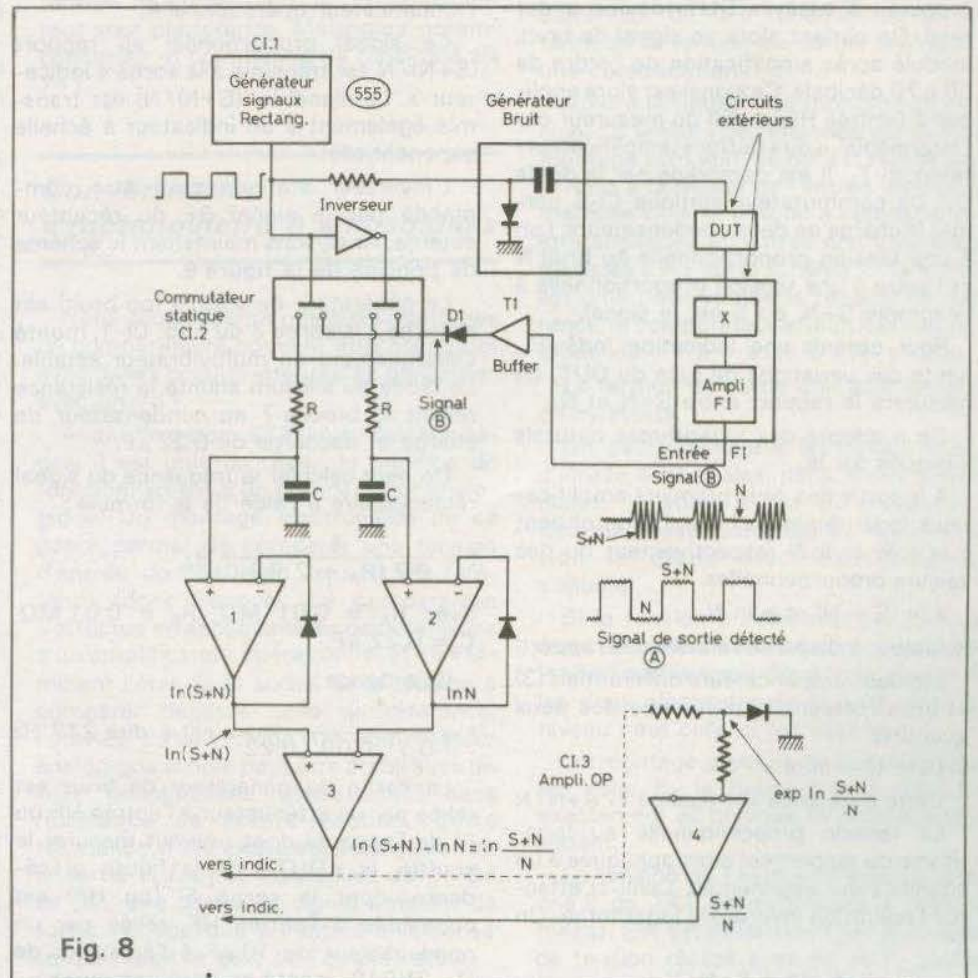 CI.1
Générateur
signaux
Rectang.
555
Générateur
Bruit
Circuits
extérieurs
Inverseur
DUT
Commutateur
statique
CI.2
D1
T1
X
Buffer
Ampli
F1
R
R
Signal
B
Entrée
F1
Signal B
N
C
C
S+N
S+N
N
+
−
+
−
1
2
Signal de sortie détecté
A
ln(S+N)
lnN
ln(S+N)
CI.3
Ampli. OP
exp ln S+N/N
3
4
ln(S+N)-lnN = ln S+N/N
vers indic.
vers indic.
S+N/N
Fig. 8